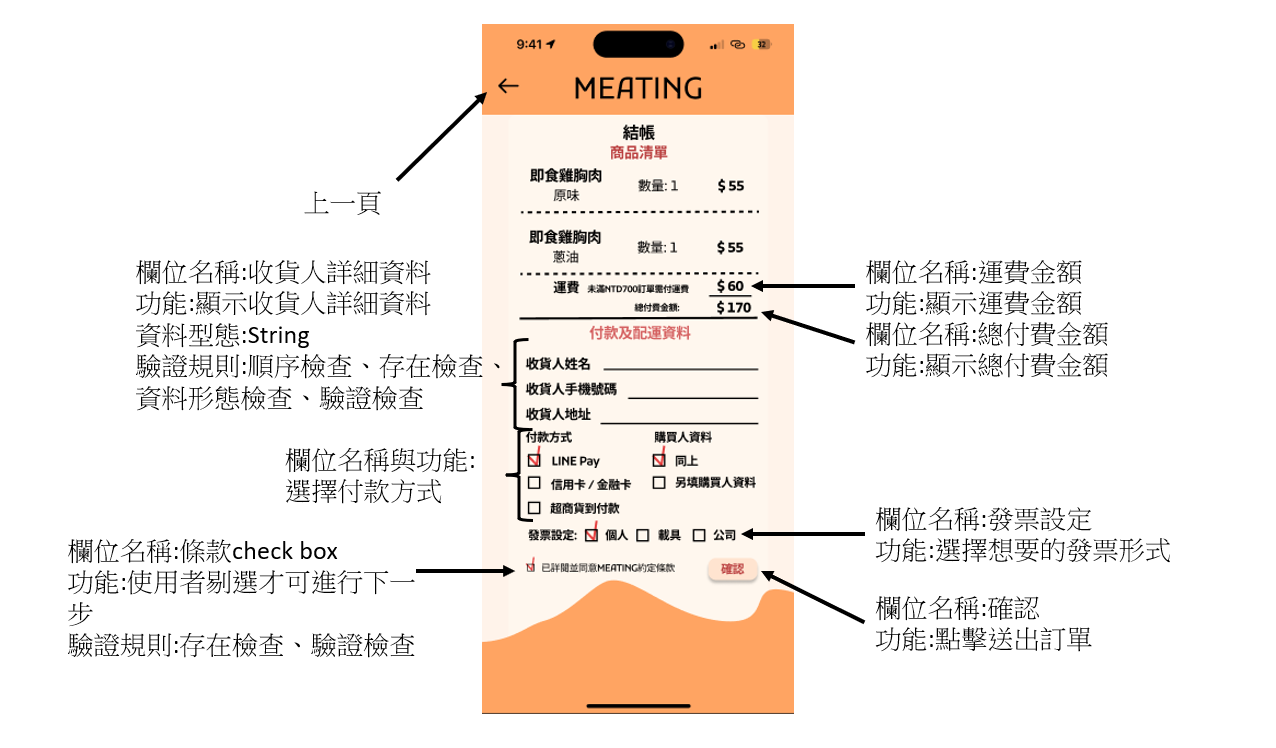 9:41
32
MEATING
結帳
商品清單
即食雞胸肉
原味
數量: 1
$ 55
即食雞胸肉
蔥油
數量: 1
$ 55
運費 未滿NTD700訂單需付運費 $ 60
總付費金額: $ 170
付款及配運資料
收貨人姓名
收貨人手機號碼
收貨人地址
付款方式 購買人資料
LINE Pay 同上
信用卡 / 金融卡 另填購買人資料
超商貨到付款
發票設定: 個人 載具 公司
已詳閱並同意MEATING約定條款 確認
上一頁
欄位名稱:收貨人詳細資料
功能:顯示收貨人詳細資料
資料型態:String
驗證規則:順序檢查、存在檢查、
資料形態檢查、驗證檢查
欄位名稱與功能:
選擇付款方式
欄位名稱:條款check box
功能:使用者剔選才可進行下一
步
驗證規則:存在檢查、驗證檢查
欄位名稱:運費金額
功能:顯示運費金額
欄位名稱:總付費金額
功能:顯示總付費金額
欄位名稱:發票設定
功能:選擇想要的發票形式
欄位名稱:確認
功能:點擊送出訂單